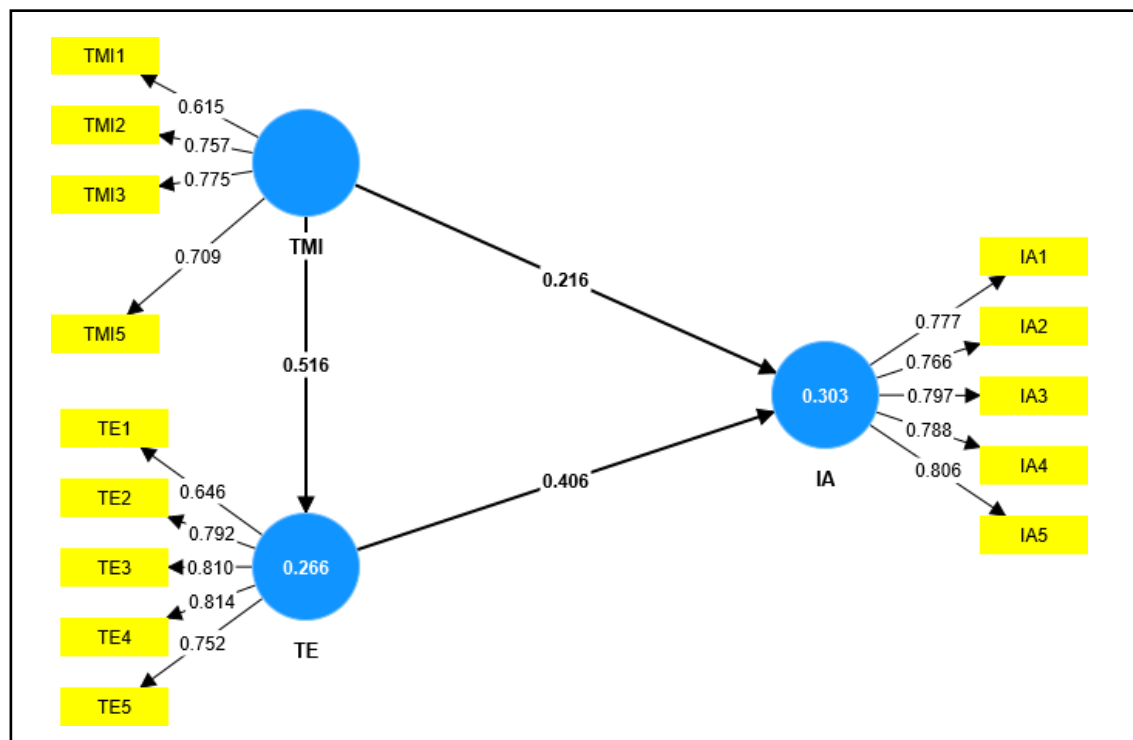 TMI1
0.615
TMI2
0.757
TMI3
0.775
0.709
TMI5
TMI
0.216
0.516
TE1
0.646
TE2
0.792
TE3
0.810
TE4
0.814
0.752
TE5
0.266
TE
0.406
0.303
IA
0.777
IA1
0.766
IA2
0.797
IA3
0.788
IA4
0.806
IA5